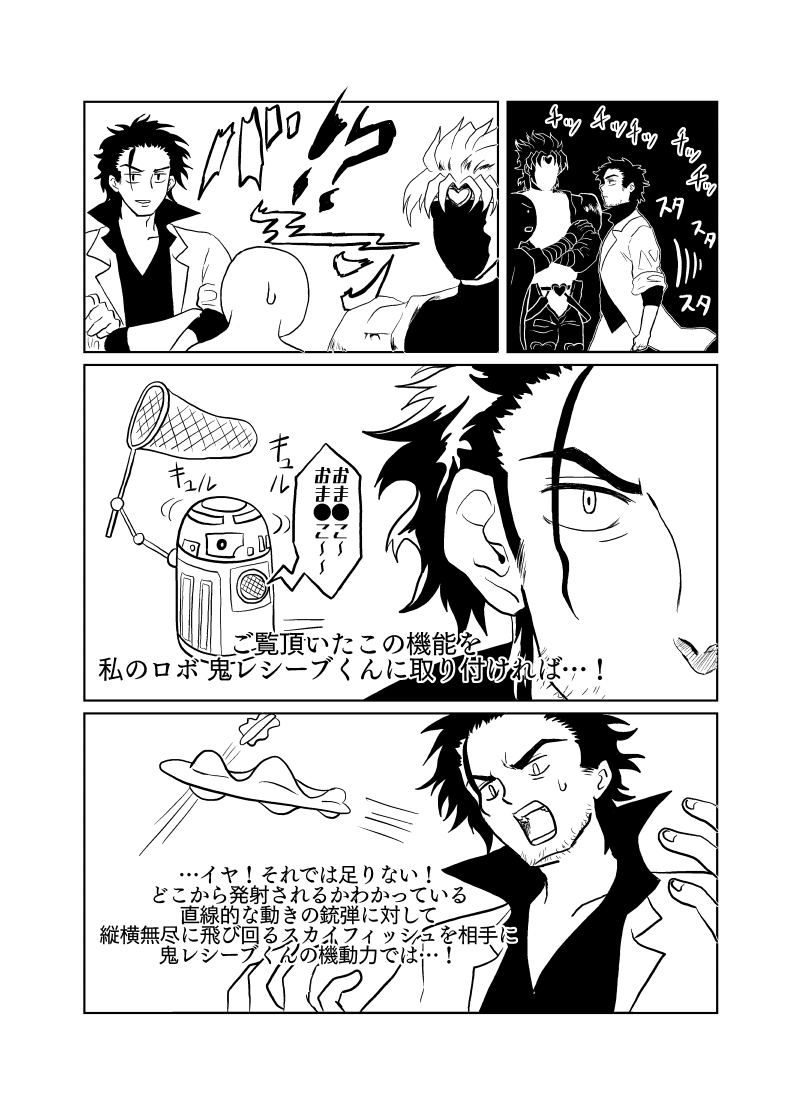 チッ
チッチッ
チッ
チッ
スタ
スタ
スタ
バ
ン
!?
キュル
キュル
おま●こ〜
おま●こ〜
ご覧頂いたこの機能を
私のロボ 鬼レシーブくんに取り付ければ…！
…イヤ！それでは足りない！
どこから発射されるかわかっている
直線的な動きの銃弾に対して
縦横無尽に飛び回るスカイフィッシュを相手に
鬼レシーブくんの機動力では…！